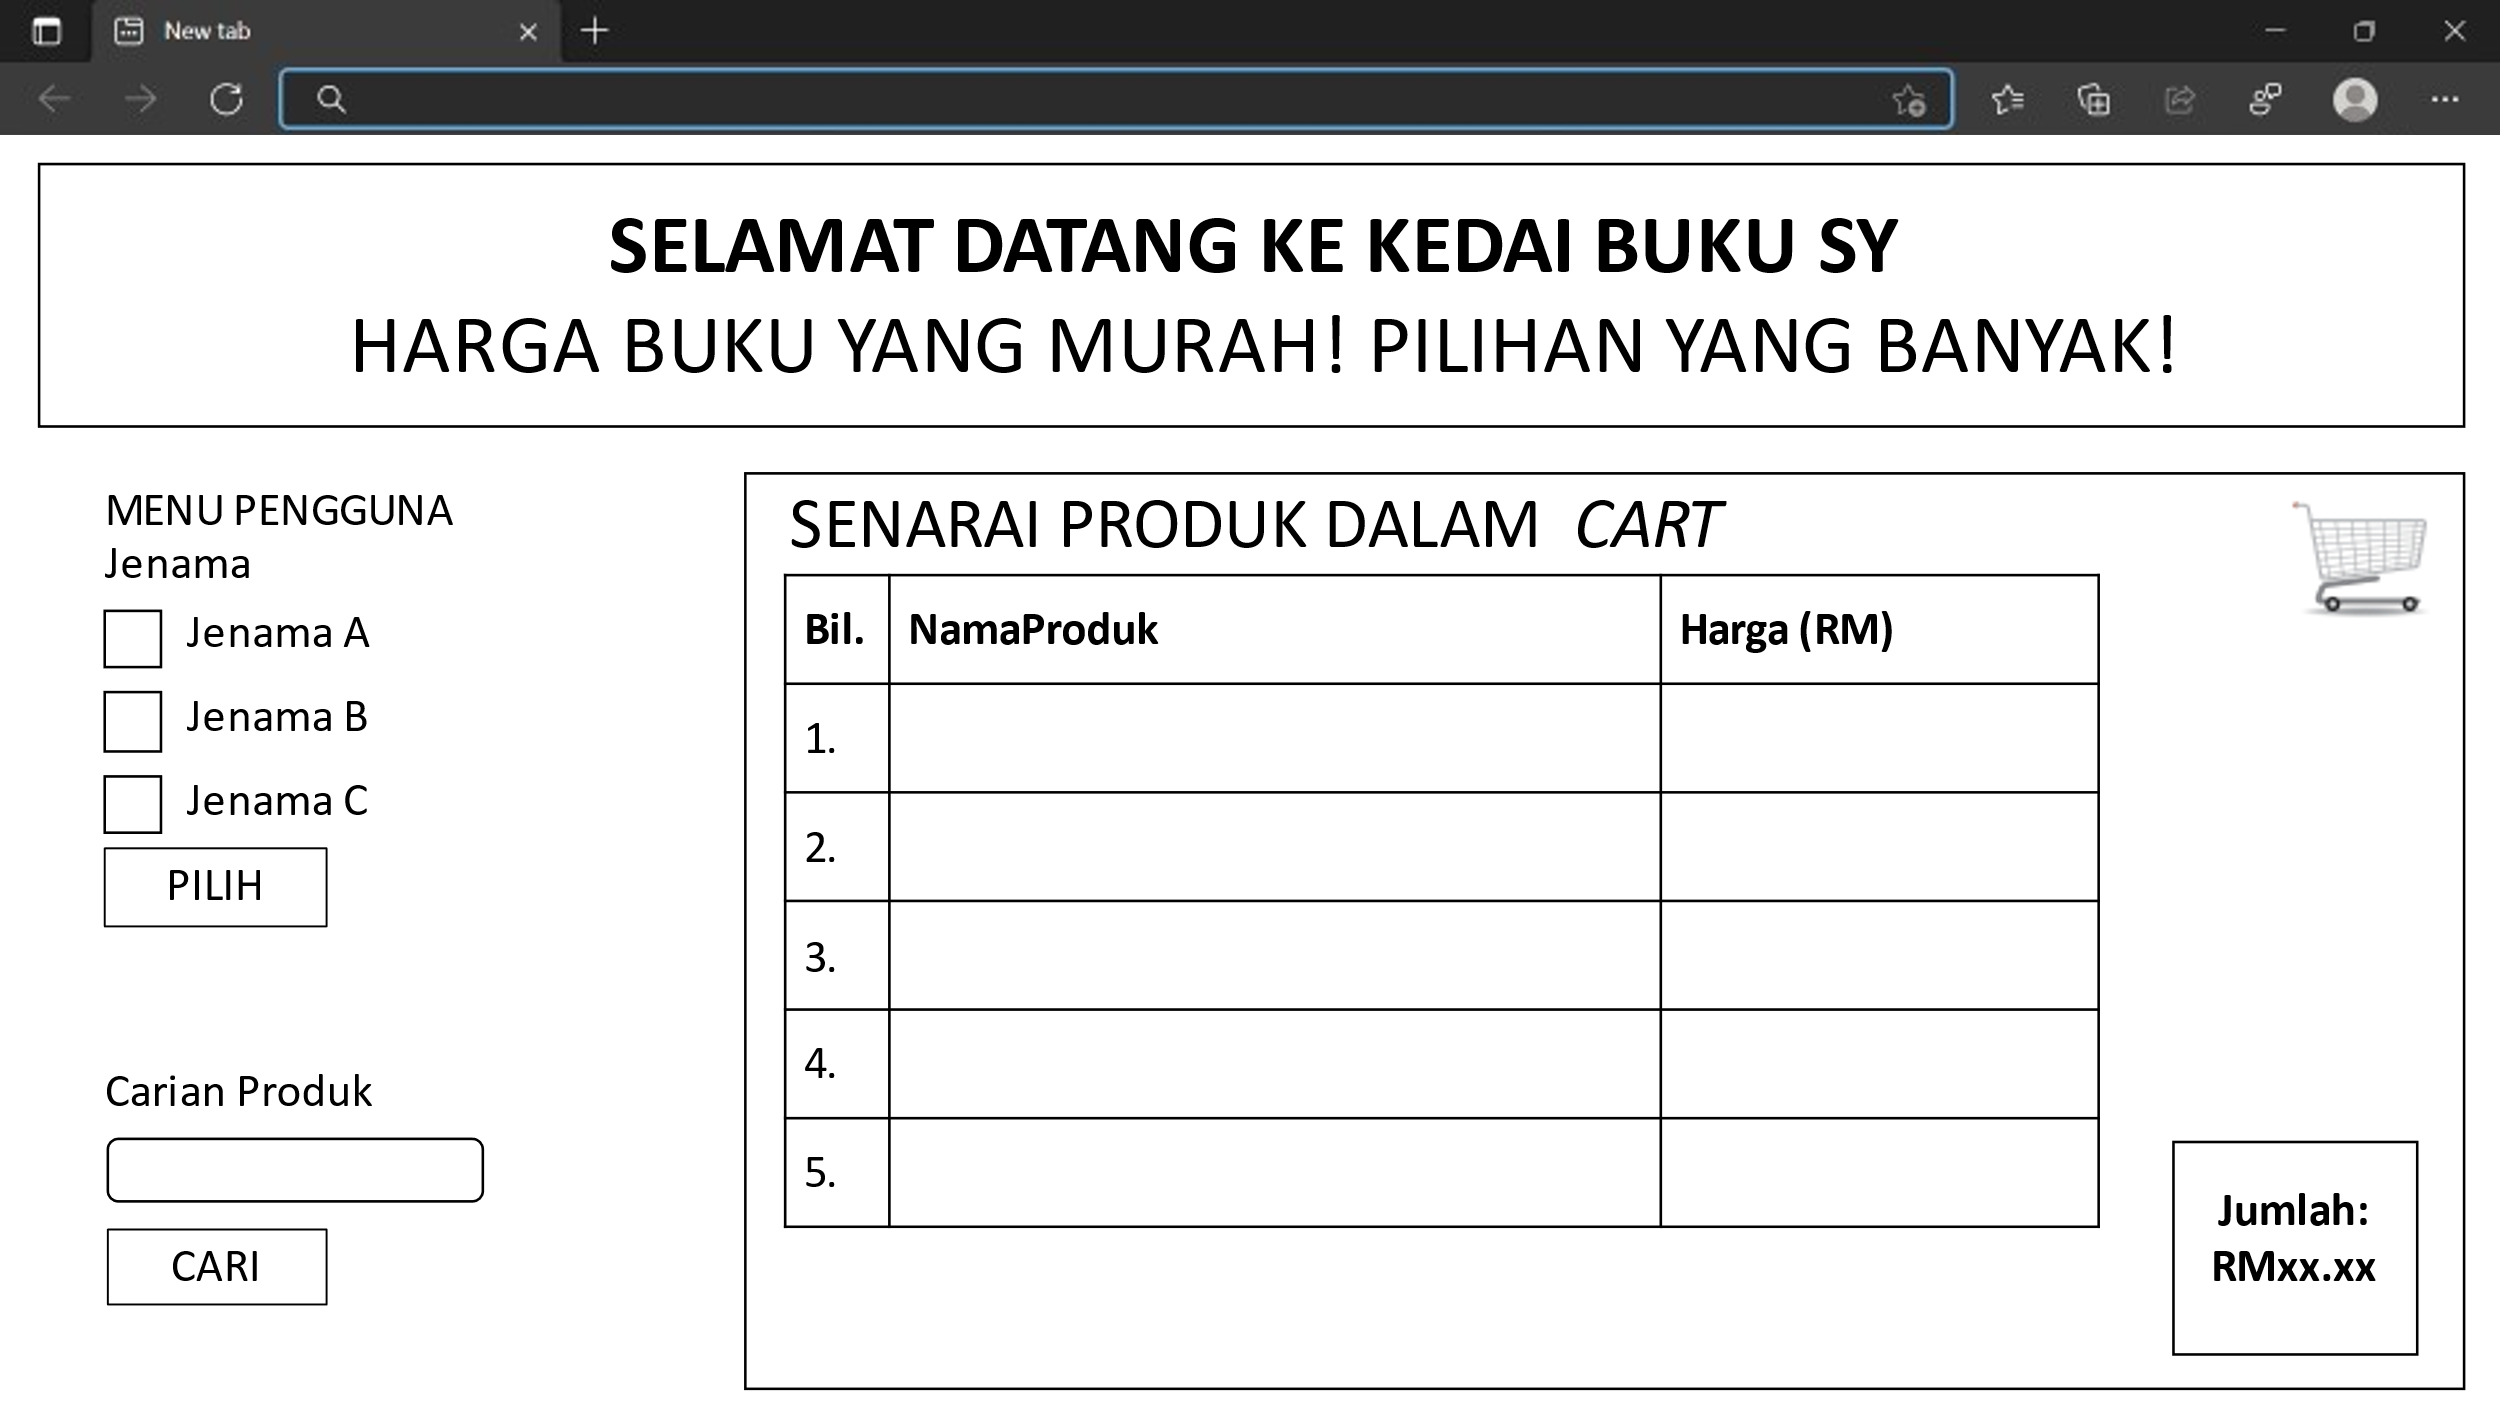 New tab
SELAMAT DATANG KE KEDAI BUKU SY
HARGA BUKU YANG MURAH! PILIHAN YANG BANYAK!
MENU PENGGUNA
Jenama
Jenama A
Jenama B
Jenama C
PILIH
Carian Produk
CARI
SENARAI PRODUK DALAM CART
Bil. NamaProduk Harga (RM)
1.
2.
3.
4.
5.
Jumlah:
RMxx.xx